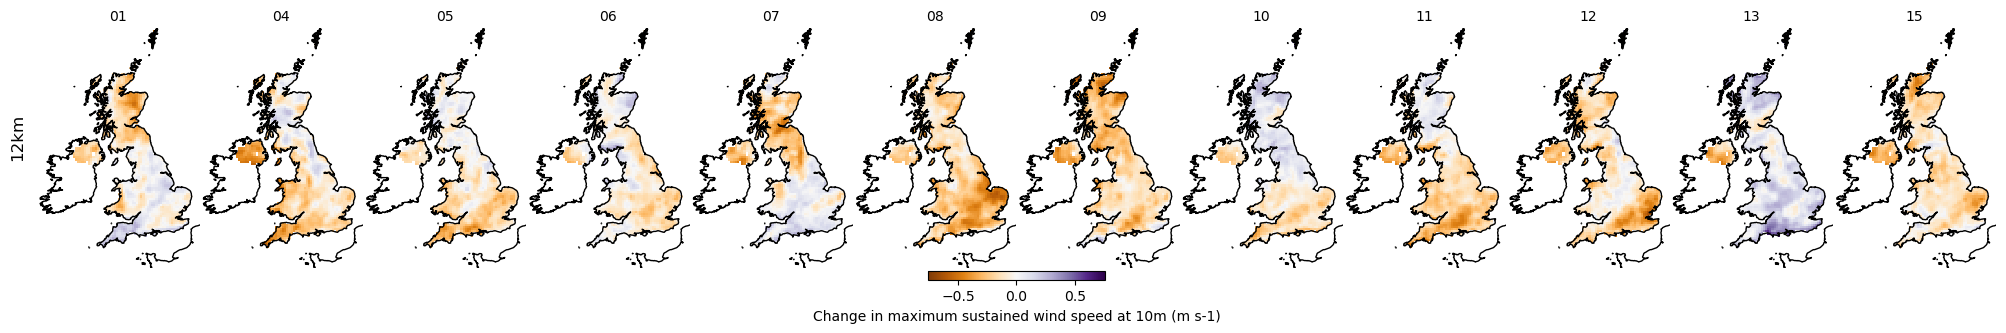 01 04 05 06 07 08 09 10 11 12 13 15
12km
−0.5 0.0 0.5
Change in maximum sustained wind speed at 10m (m s-1)